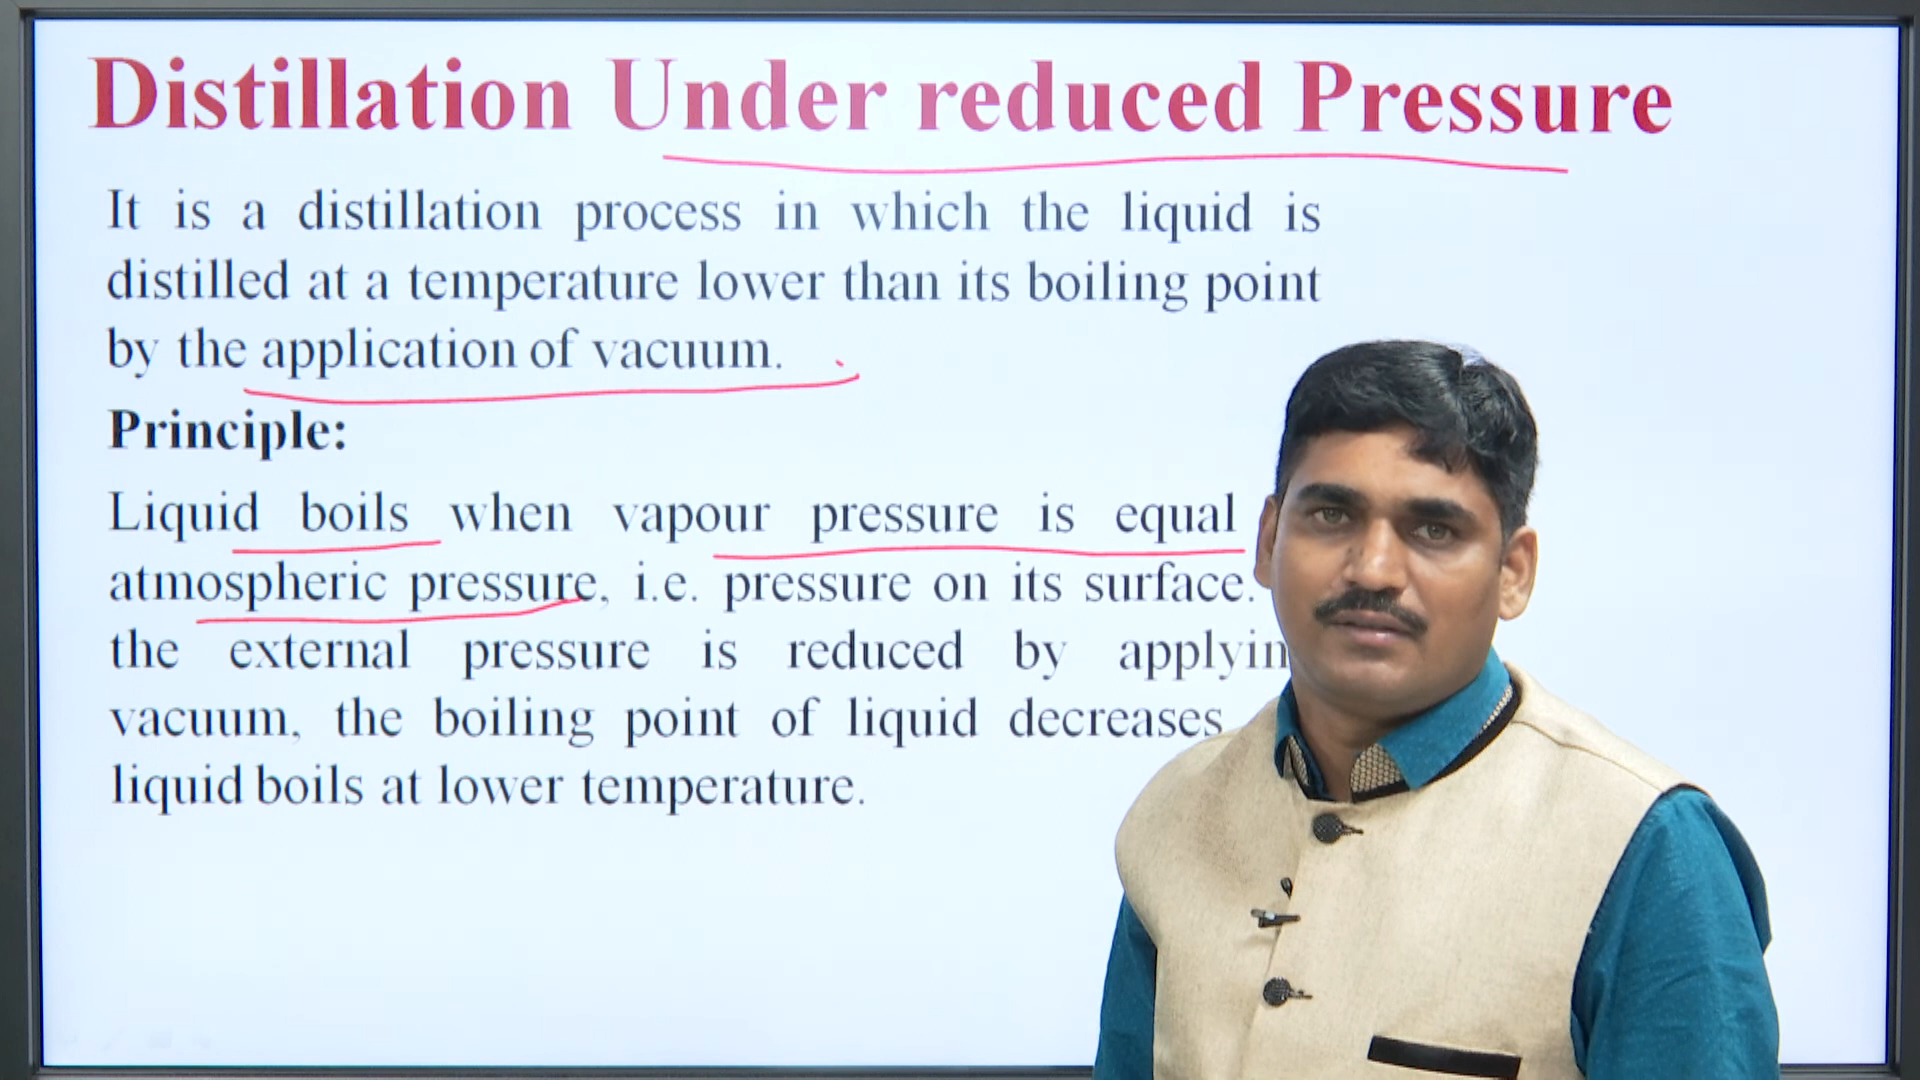 Distillation Under reduced Pressure
It is a distillation process in which the liquid is
distilled at a temperature lower than its boiling point
by the application of vacuum.
Principle:
Liquid boils when vapour pressure is equal
atmospheric pressure, i.e. pressure on its surface.
the external pressure is reduced by applyin
vacuum, the boiling point of liquid decreases
liquid boils at lower temperature.